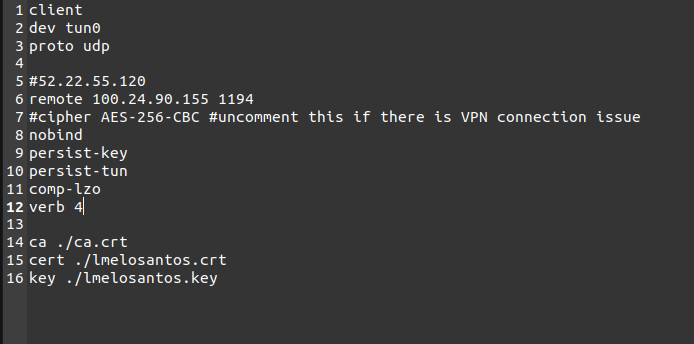 1 client
2 dev tun0
3 proto udp
4
5 #52.22.55.120
6 remote 100.24.90.155 1194
7 #cipher AES-256-CBC #uncomment this if there is VPN connection issue
8 nobind
9 persist-key
10 persist-tun
11 comp-lzo
12 verb 4
13
14 ca ./ca.crt
15 cert ./lmelosantos.crt
16 key ./lmelosantos.key